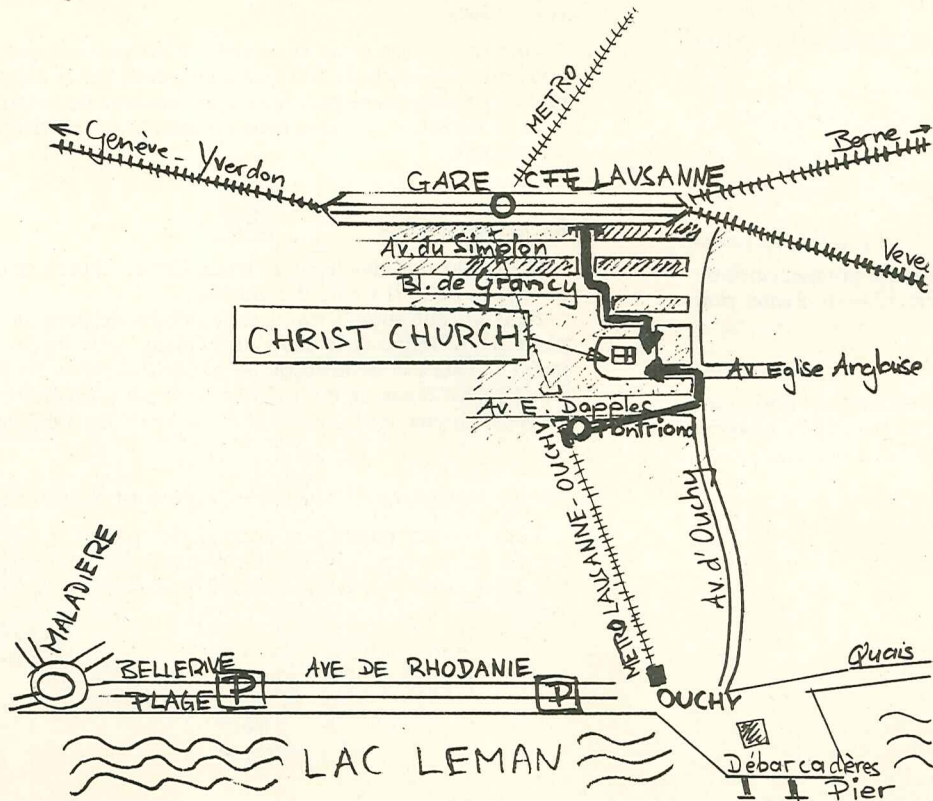 METRO
← Genève - Yverdon
Berne →
GARE CFF LAUSANNE
Av. du Simplon
Veve
Bl. de Grancy
CHRIST CHURCH
Av. Eglise Anglaise
Av. E. Dapples
Montriond
METRO LAUSANNE - OUCHY
Av. d'Ouchy
MALADIERE
BELLERIVE
PLAGE
P
AVE DE RHODANIE
P
Quais
OUCHY
LAC LEMAN
Débarcadères
Pier